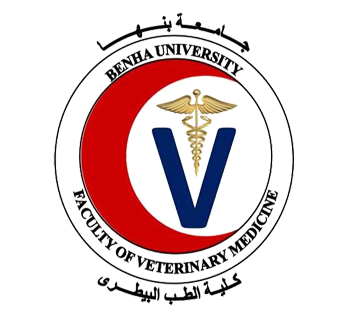 جامعة بنها
BENHA UNIVERSITY
V
FACULTY OF VETERINARY MEDICINE
كلية الطب البيطرى